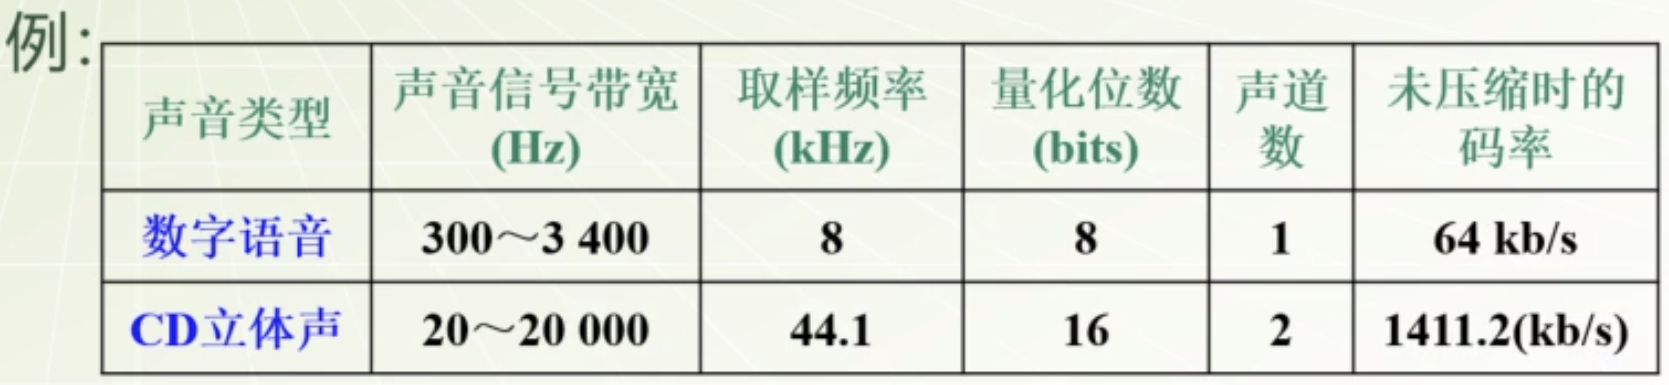 例:
声音类型 声音信号带宽(Hz) 取样频率(kHz) 量化位数(bits) 声道数 未压缩时的码率
数字语音 300～3 400 8 8 1 64 kb/s
CD立体声 20～20 000 44.1 16 2 1411.2(kb/s)